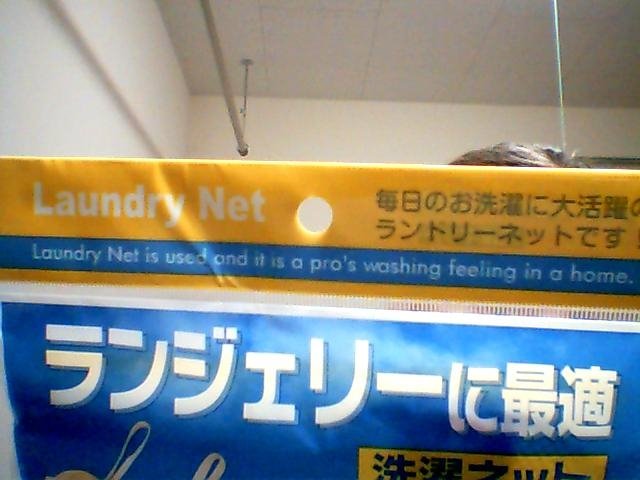 Laundry Net
毎日のお洗濯に大活躍の
ランドリーネットです！
Laundry Net is used and it is a pro's washing feeling in a home.
ランジェリーに最適
洗濯ネット